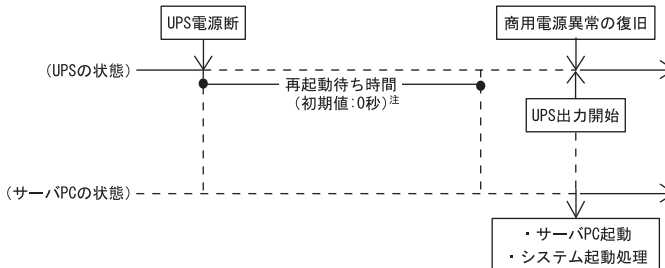 UPS電源断
商用電源異常の復旧
(UPSの状態)
再起動待ち時間
(初期値:0秒)注
UPS出力開始
(サーバPCの状態)
・サーバPC起動
・システム起動処理